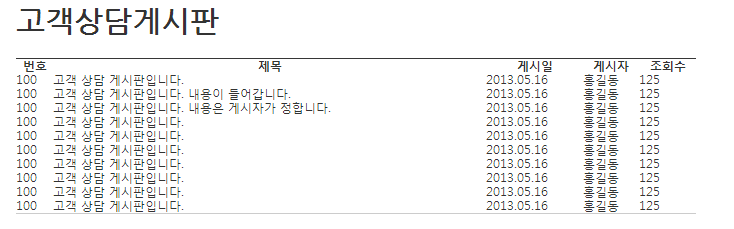 고객상담게시판
번호 제목 게시일 게시자 조회수
100 고객 상담 게시판입니다. 2013.05.16 홍길동 125
100 고객 상담 게시판입니다. 내용이 들어갑니다. 2013.05.16 홍길동 125
100 고객 상담 게시판입니다. 내용은 게시자가 정합니다. 2013.05.16 홍길동 125
100 고객 상담 게시판입니다. 2013.05.16 홍길동 125
100 고객 상담 게시판입니다. 2013.05.16 홍길동 125
100 고객 상담 게시판입니다. 2013.05.16 홍길동 125
100 고객 상담 게시판입니다. 2013.05.16 홍길동 125
100 고객 상담 게시판입니다. 2013.05.16 홍길동 125
100 고객 상담 게시판입니다. 2013.05.16 홍길동 125
100 고객 상담 게시판입니다. 2013.05.16 홍길동 125